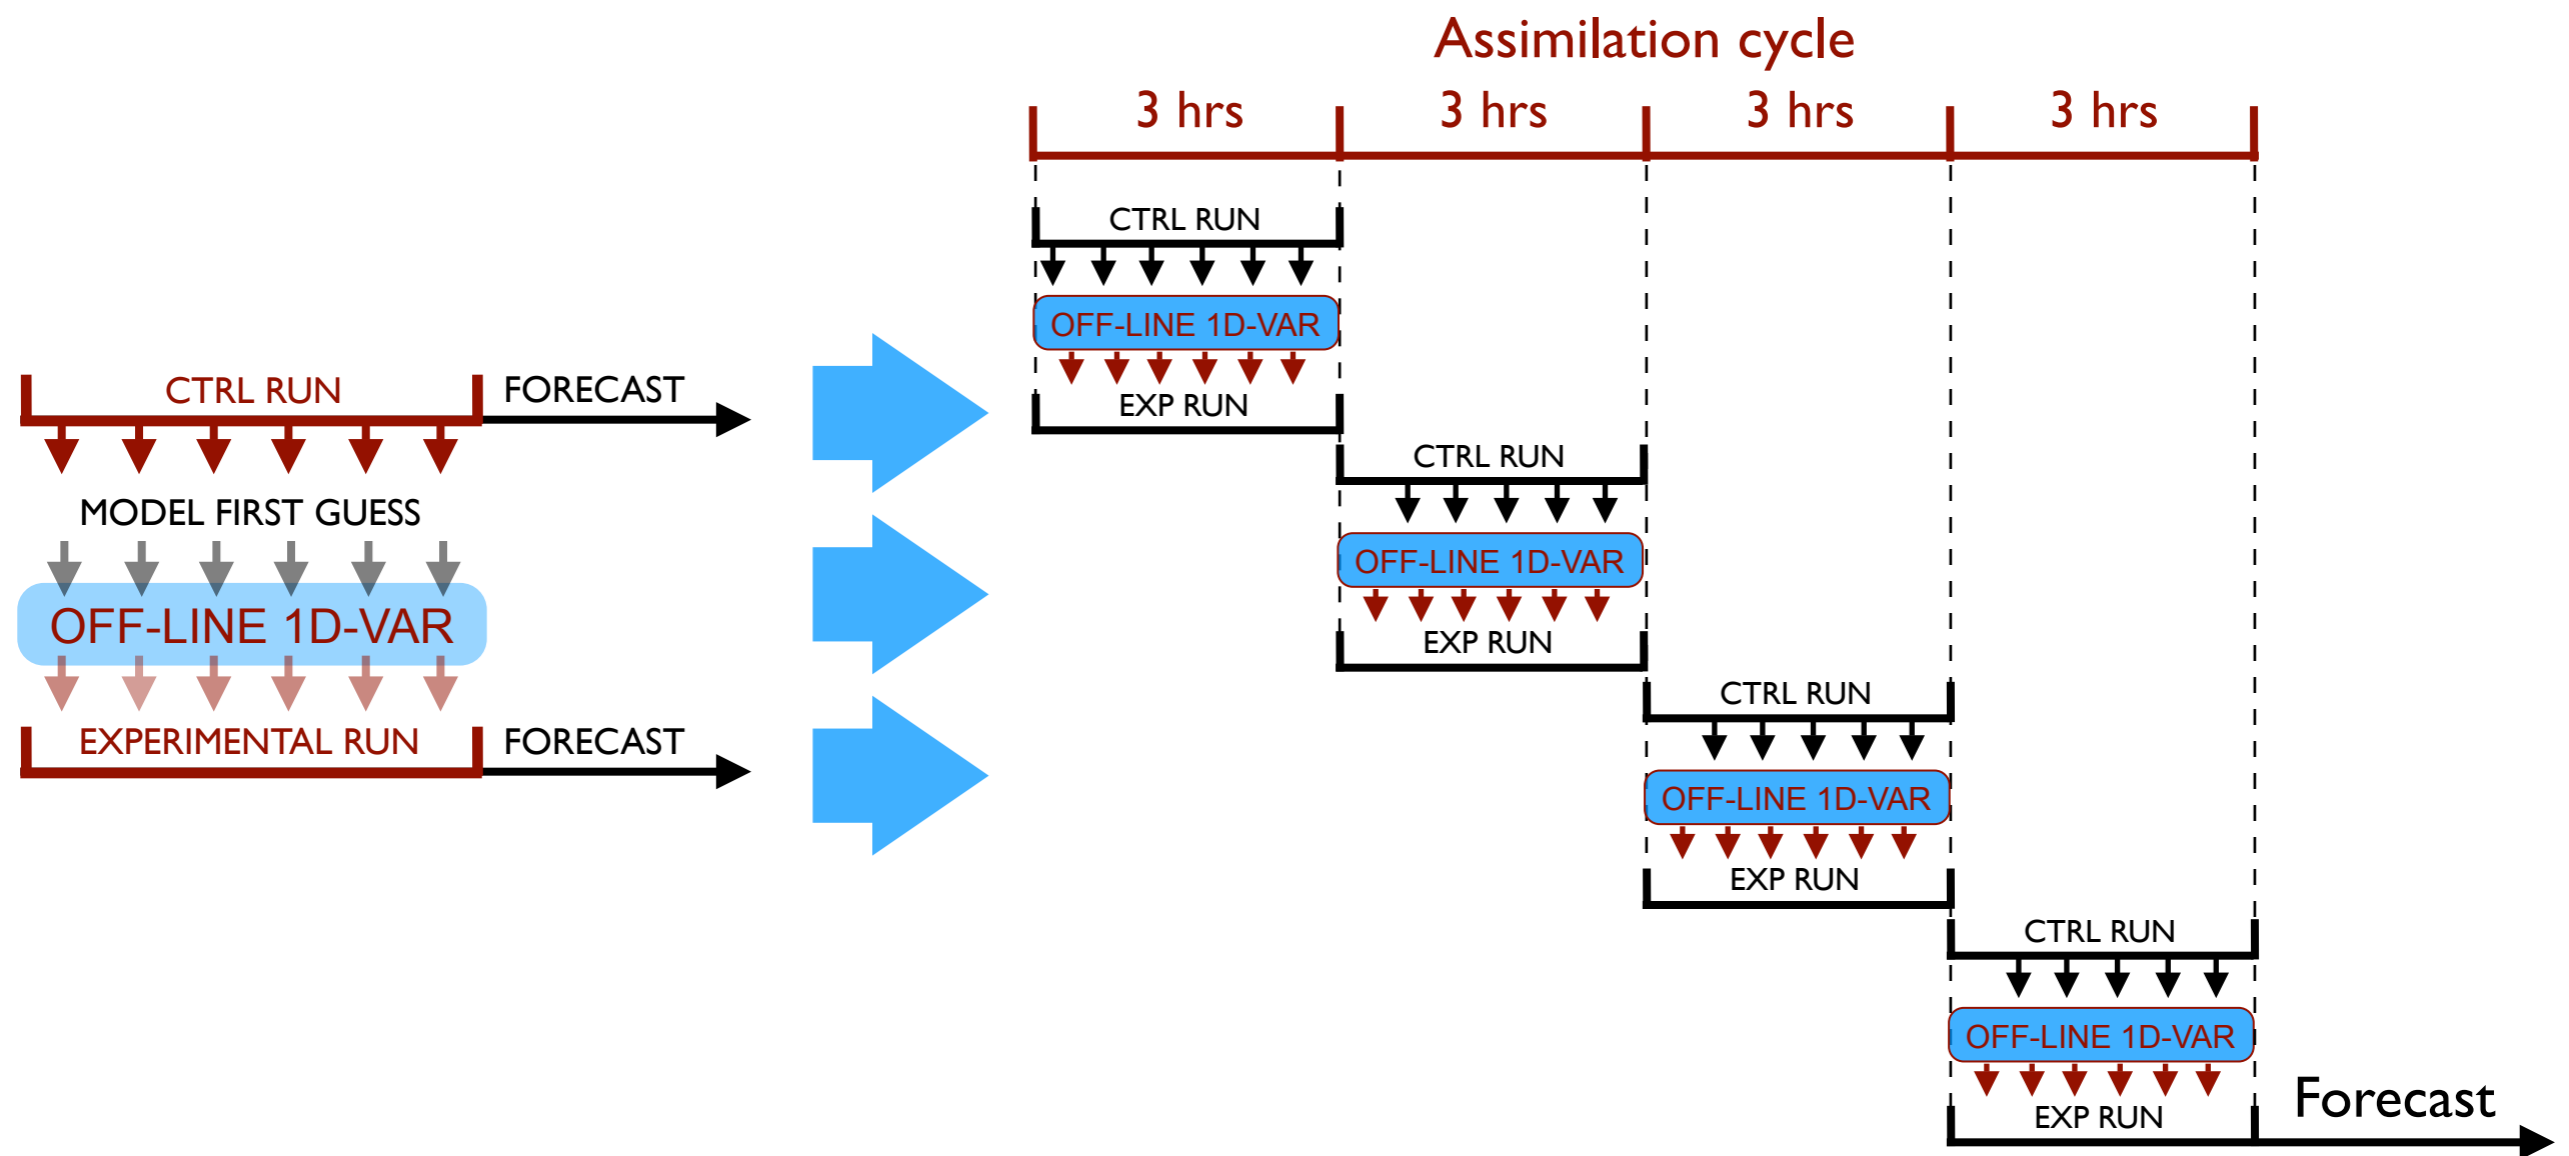 Assimilation cycle
3 hrs
3 hrs
3 hrs
3 hrs
CTRL RUN
FORECAST
MODEL FIRST GUESS
OFF-LINE 1D-VAR
EXPERIMENTAL RUN
FORECAST
CTRL RUN
OFF-LINE 1D-VAR
EXP RUN
CTRL RUN
OFF-LINE 1D-VAR
EXP RUN
CTRL RUN
OFF-LINE 1D-VAR
EXP RUN
CTRL RUN
OFF-LINE 1D-VAR
EXP RUN
Forecast